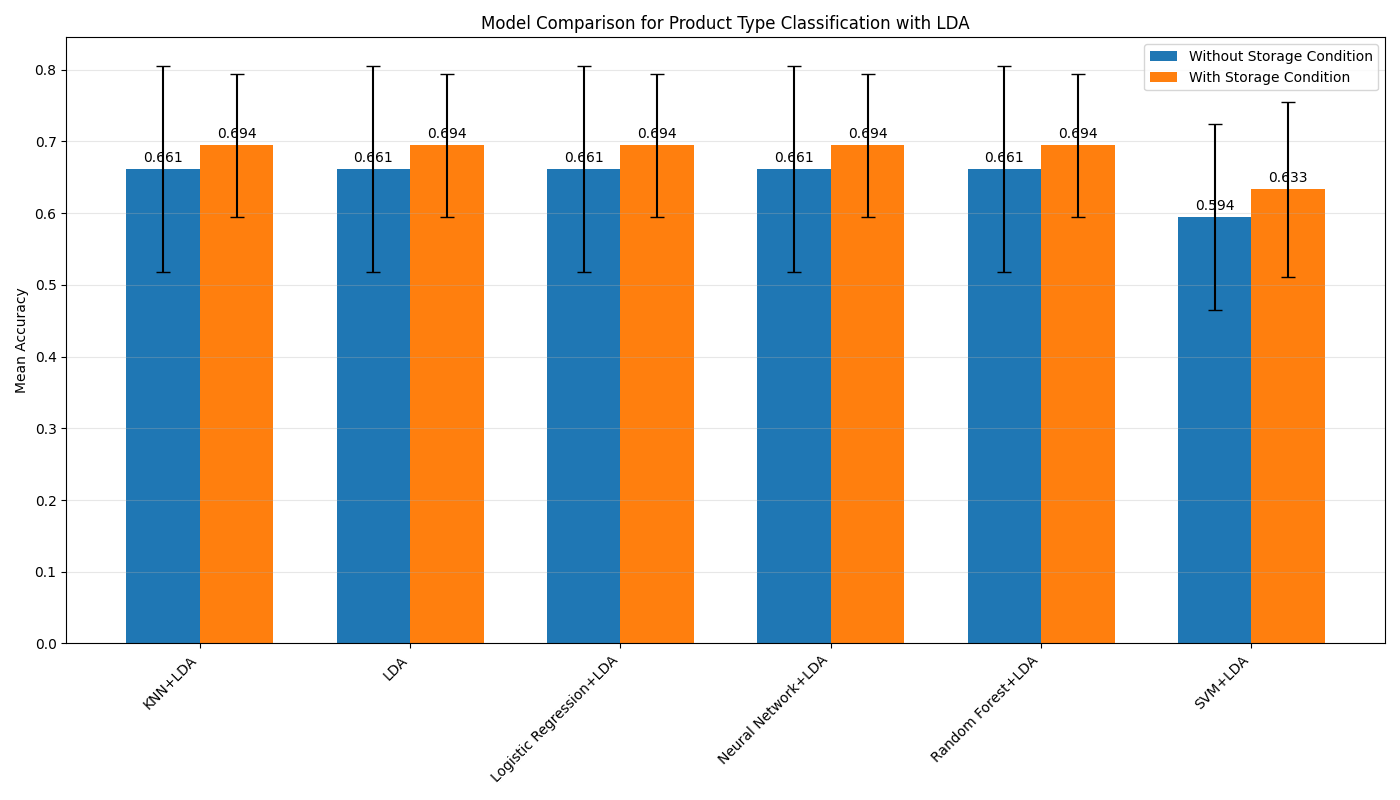 Model Comparison for Product Type Classification with LDA
Without Storage Condition
With Storage Condition
Mean Accuracy
0.8
0.7
0.6
0.5
0.4
0.3
0.2
0.1
0.0
0.661
0.694
0.661
0.694
0.661
0.694
0.661
0.694
0.661
0.694
0.594
0.633
KNN+LDA
LDA
Logistic Regression+LDA
Neural Network+LDA
Random Forest+LDA
SVM+LDA